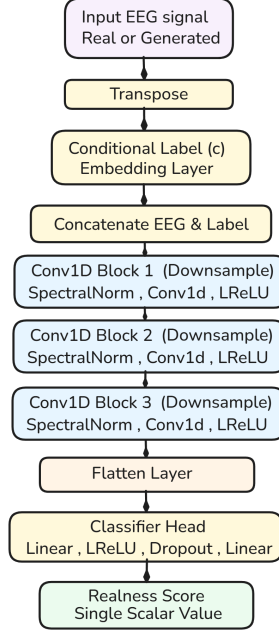 Input EEG signal
Real or Generated
Transpose
Conditional Label (c)
Embedding Layer
Concatenate EEG & Label
Conv1D Block 1 (Downsample)
SpectralNorm , Conv1d , LReLU
Conv1D Block 2 (Downsample)
SpectralNorm , Conv1d , LReLU
Conv1D Block 3 (Downsample)
SpectralNorm , Conv1d , LReLU
Flatten Layer
Classifier Head
Linear , LReLU , Dropout , Linear
Realness Score
Single Scalar Value